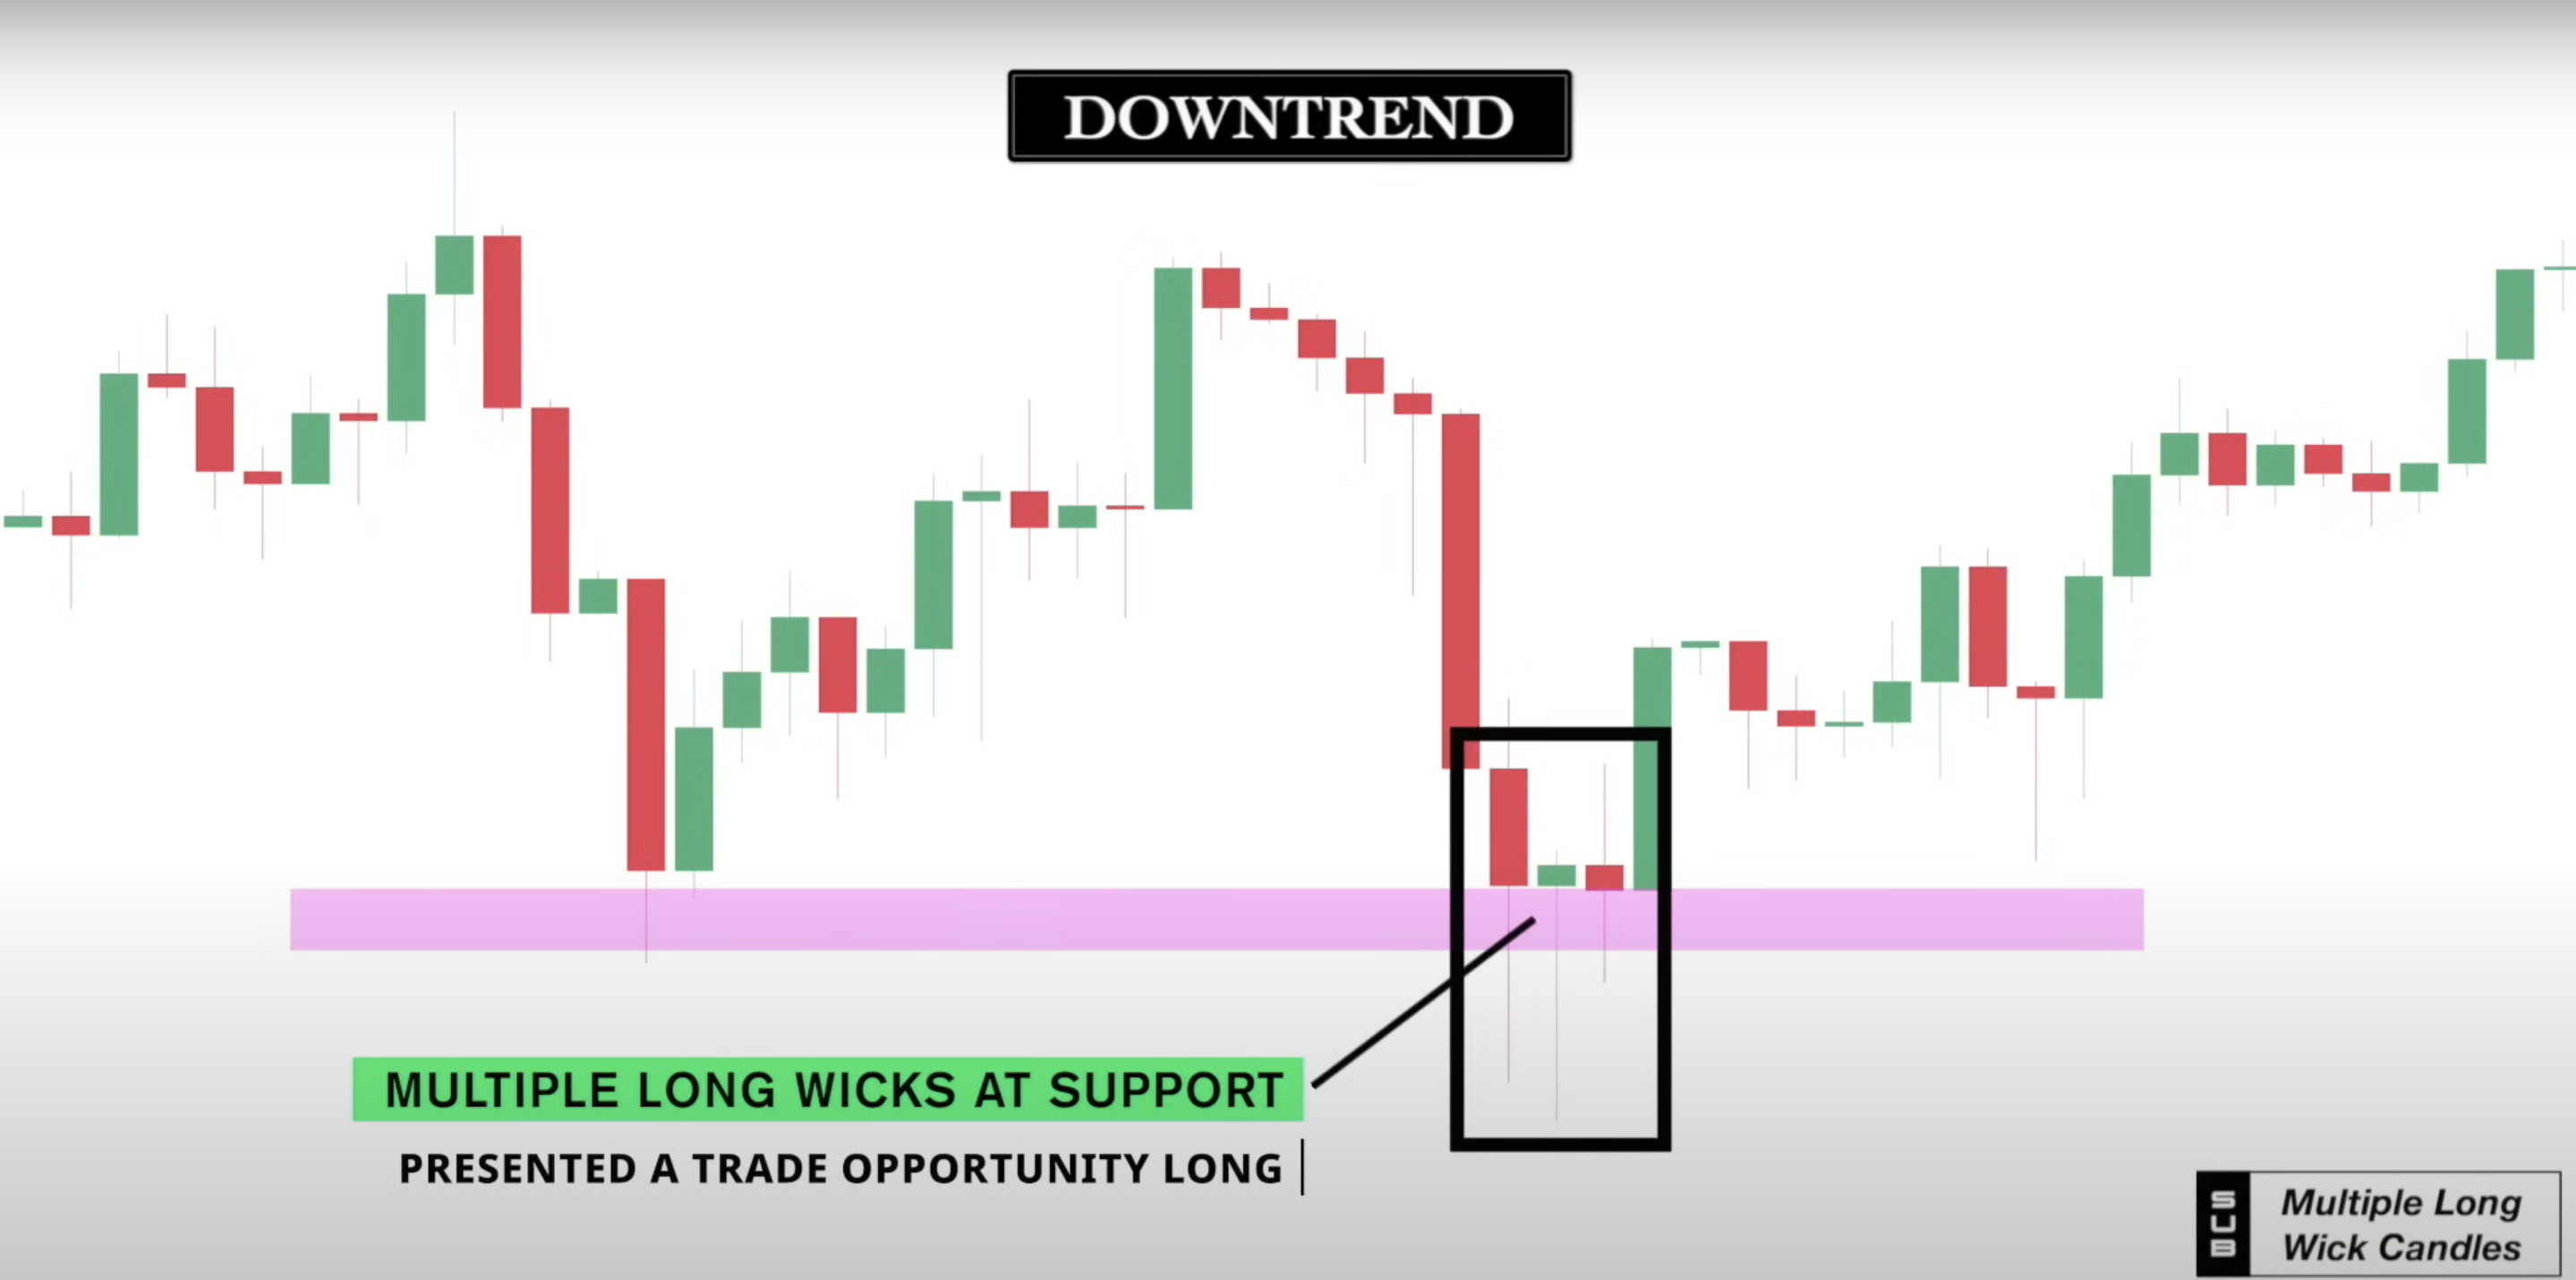 DOWNTREND
MULTIPLE LONG WICKS AT SUPPORT
PRESENTED A TRADE OPPORTUNITY LONG
SUB
Multiple Long
Wick Candles